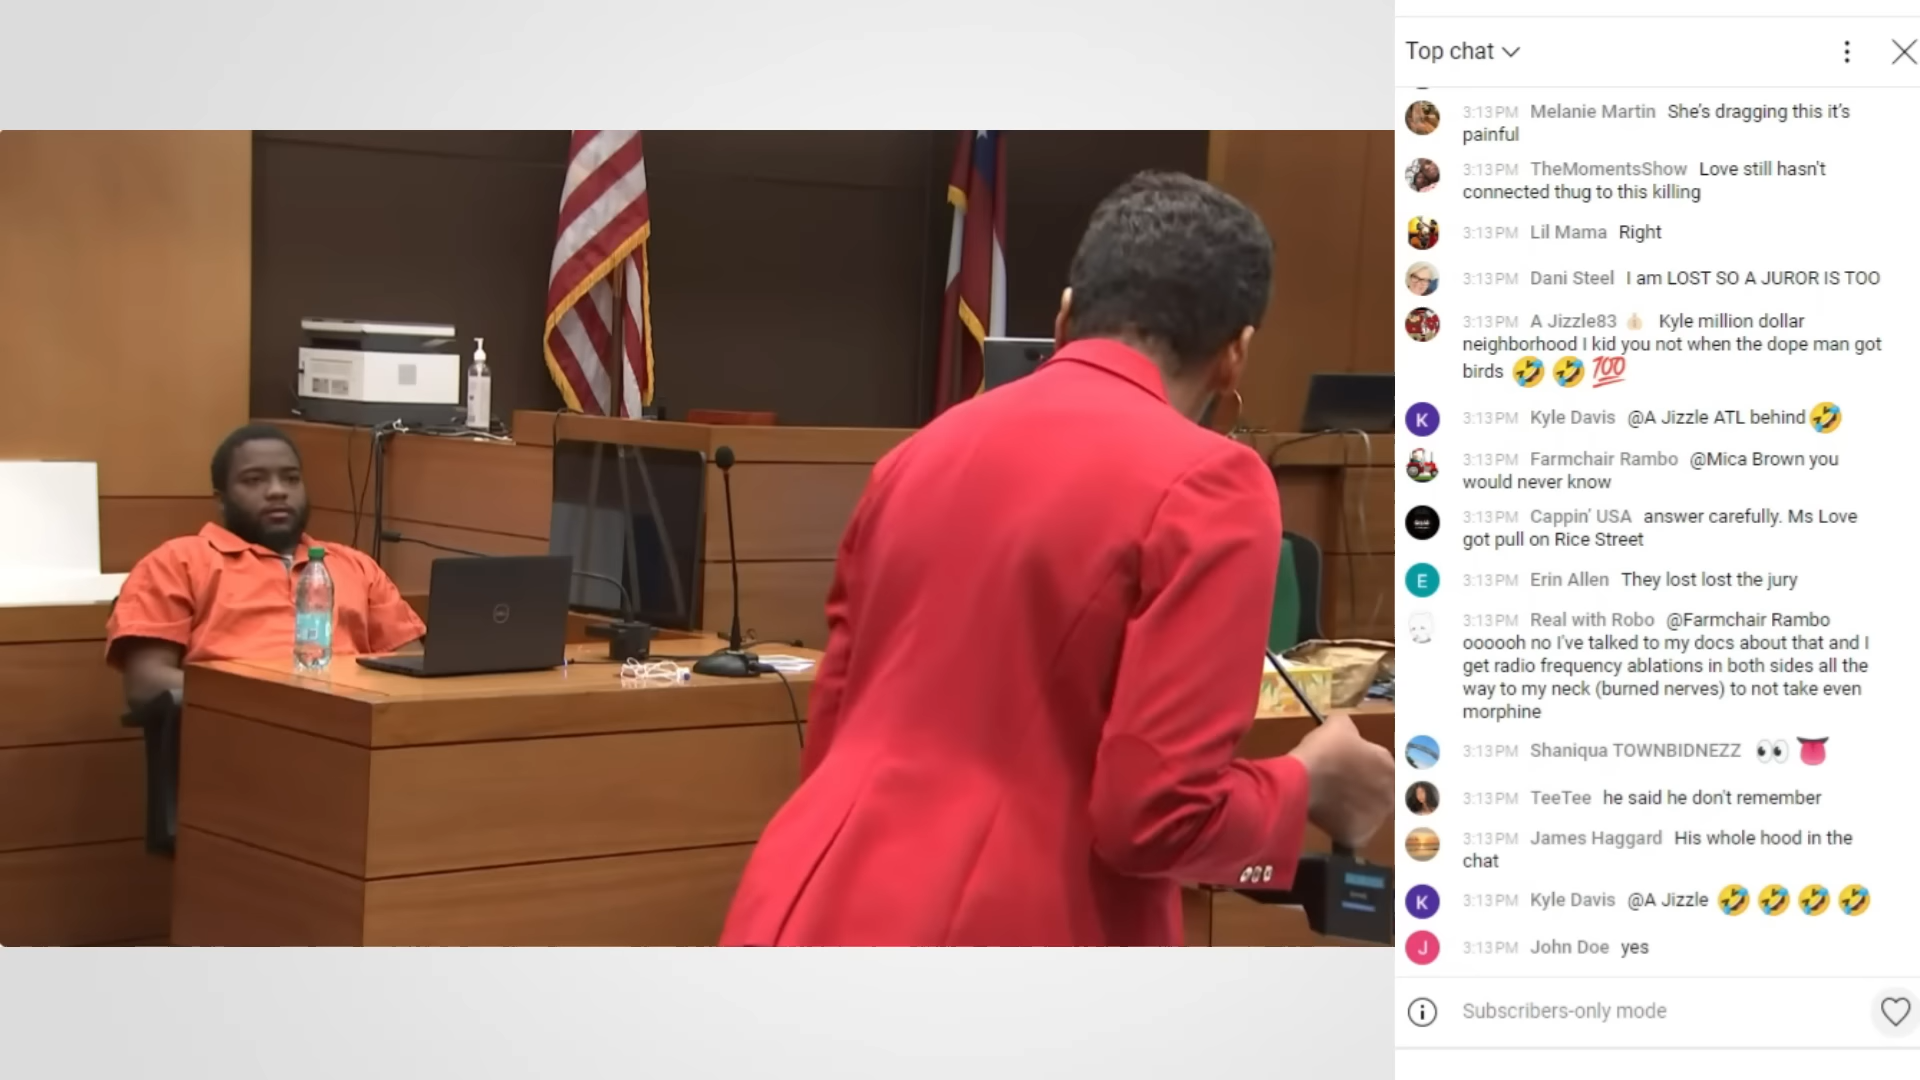 Top chat
3:13 PM Melanie Martin She's dragging this it's
painful
3:13 PM TheMomentsShow Love still hasn't
connected thug to this killing
3:13 PM Lil Mama Right
3:13 PM Dani Steel I am LOST SO A JUROR IS TOO
3:13 PM A Jizzle83 👍🏻 Kyle million dollar
neighborhood I kid you not when the dope man got
birds 🤣 🤣 💯
K 3:13 PM Kyle Davis @A Jizzle ATL behind 🤣
3:13 PM Farmchair Rambo @Mica Brown you
would never know
3:13 PM Cappin' USA answer carefully. Ms Love
got pull on Rice Street
E 3:13 PM Erin Allen They lost lost the jury
3:13 PM Real with Robo @Farmchair Rambo
oooooh no I've talked to my docs about that and I
get radio frequency ablations in both sides all the
way to my neck (burned nerves) to not take even
morphine
3:13 PM Shaniqua TOWNBIDNEZZ 👀 👅
3:13 PM TeeTee he said he don't remember
3:13 PM James Haggard His whole hood in the
chat
K 3:13 PM Kyle Davis @A Jizzle 🤣 🤣 🤣 🤣
J 3:13 PM John Doe yes
Subscribers-only mode
DELL